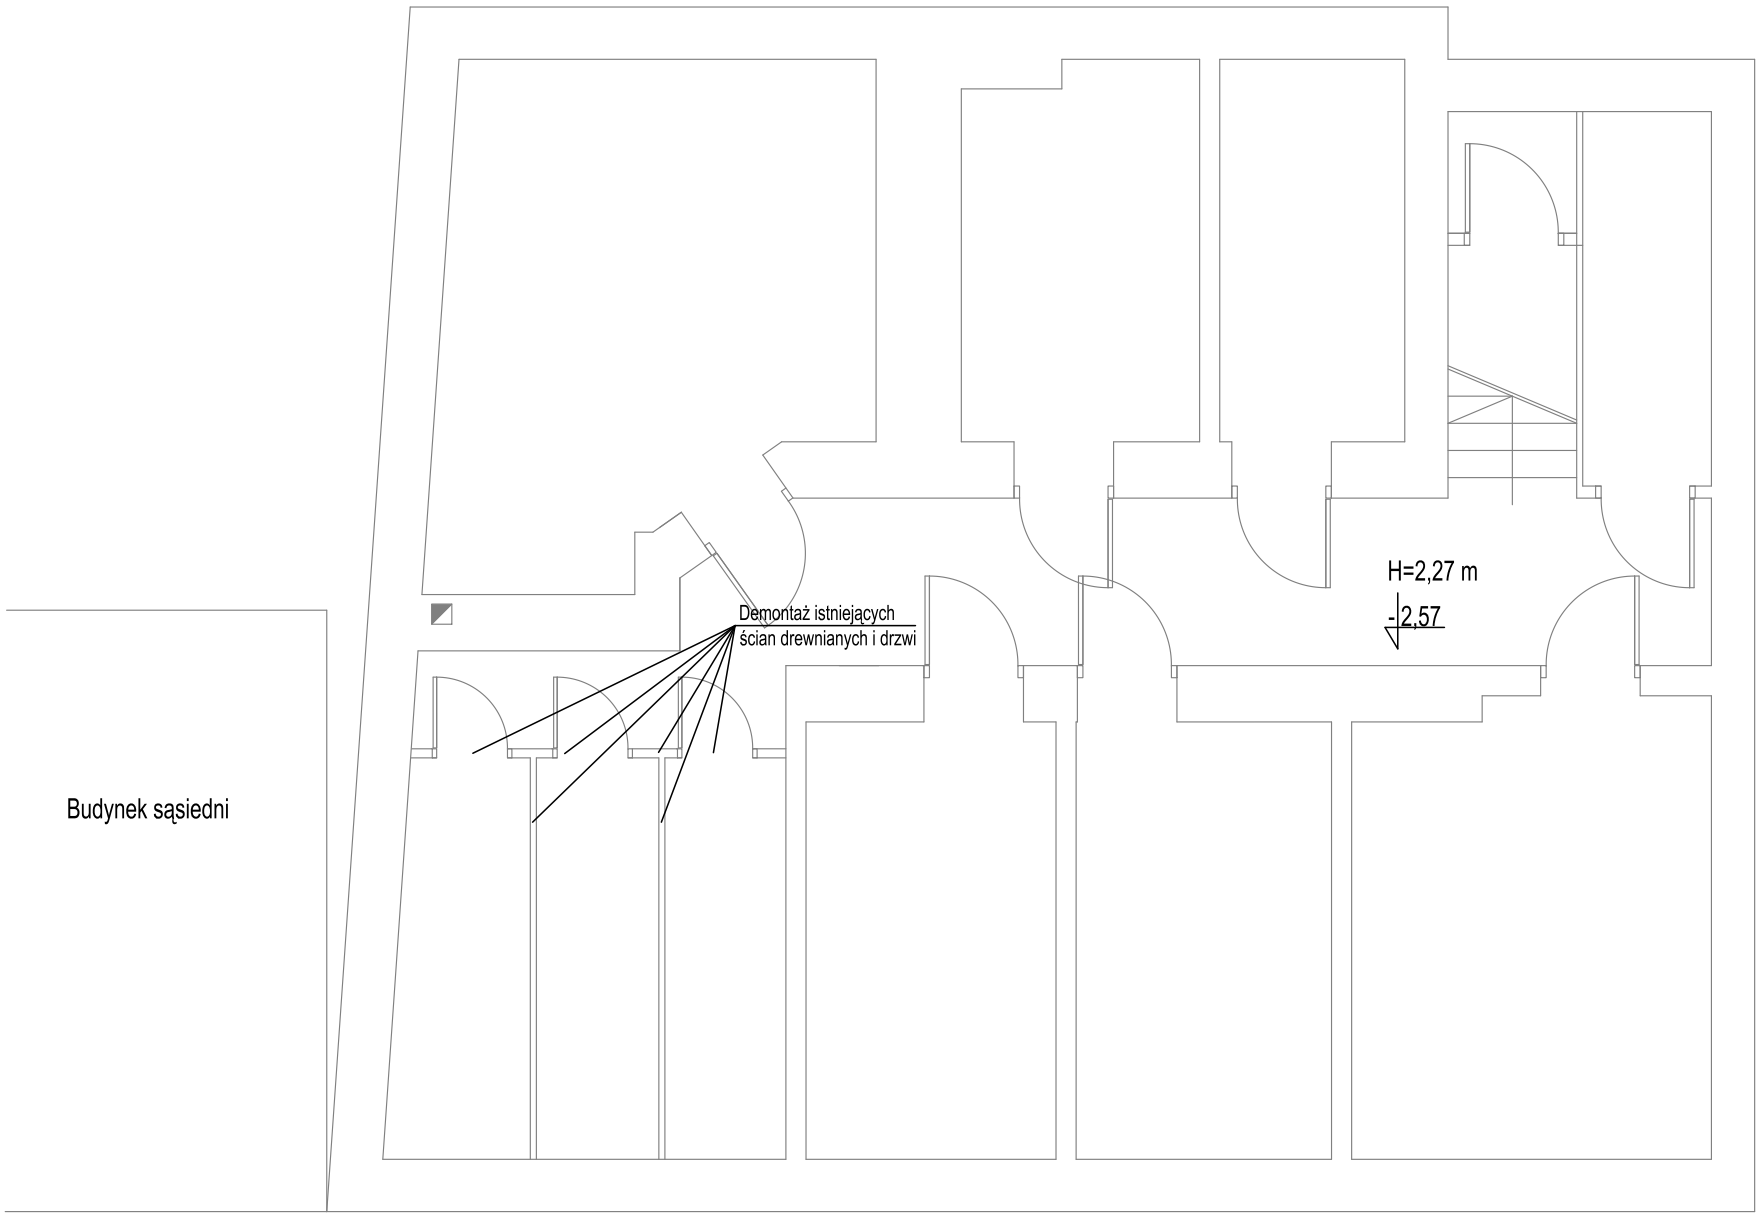 H=2,27 m
-2,57
Demontaż istniejących
ścian drewnianych i drzwi
Budynek sąsiedni